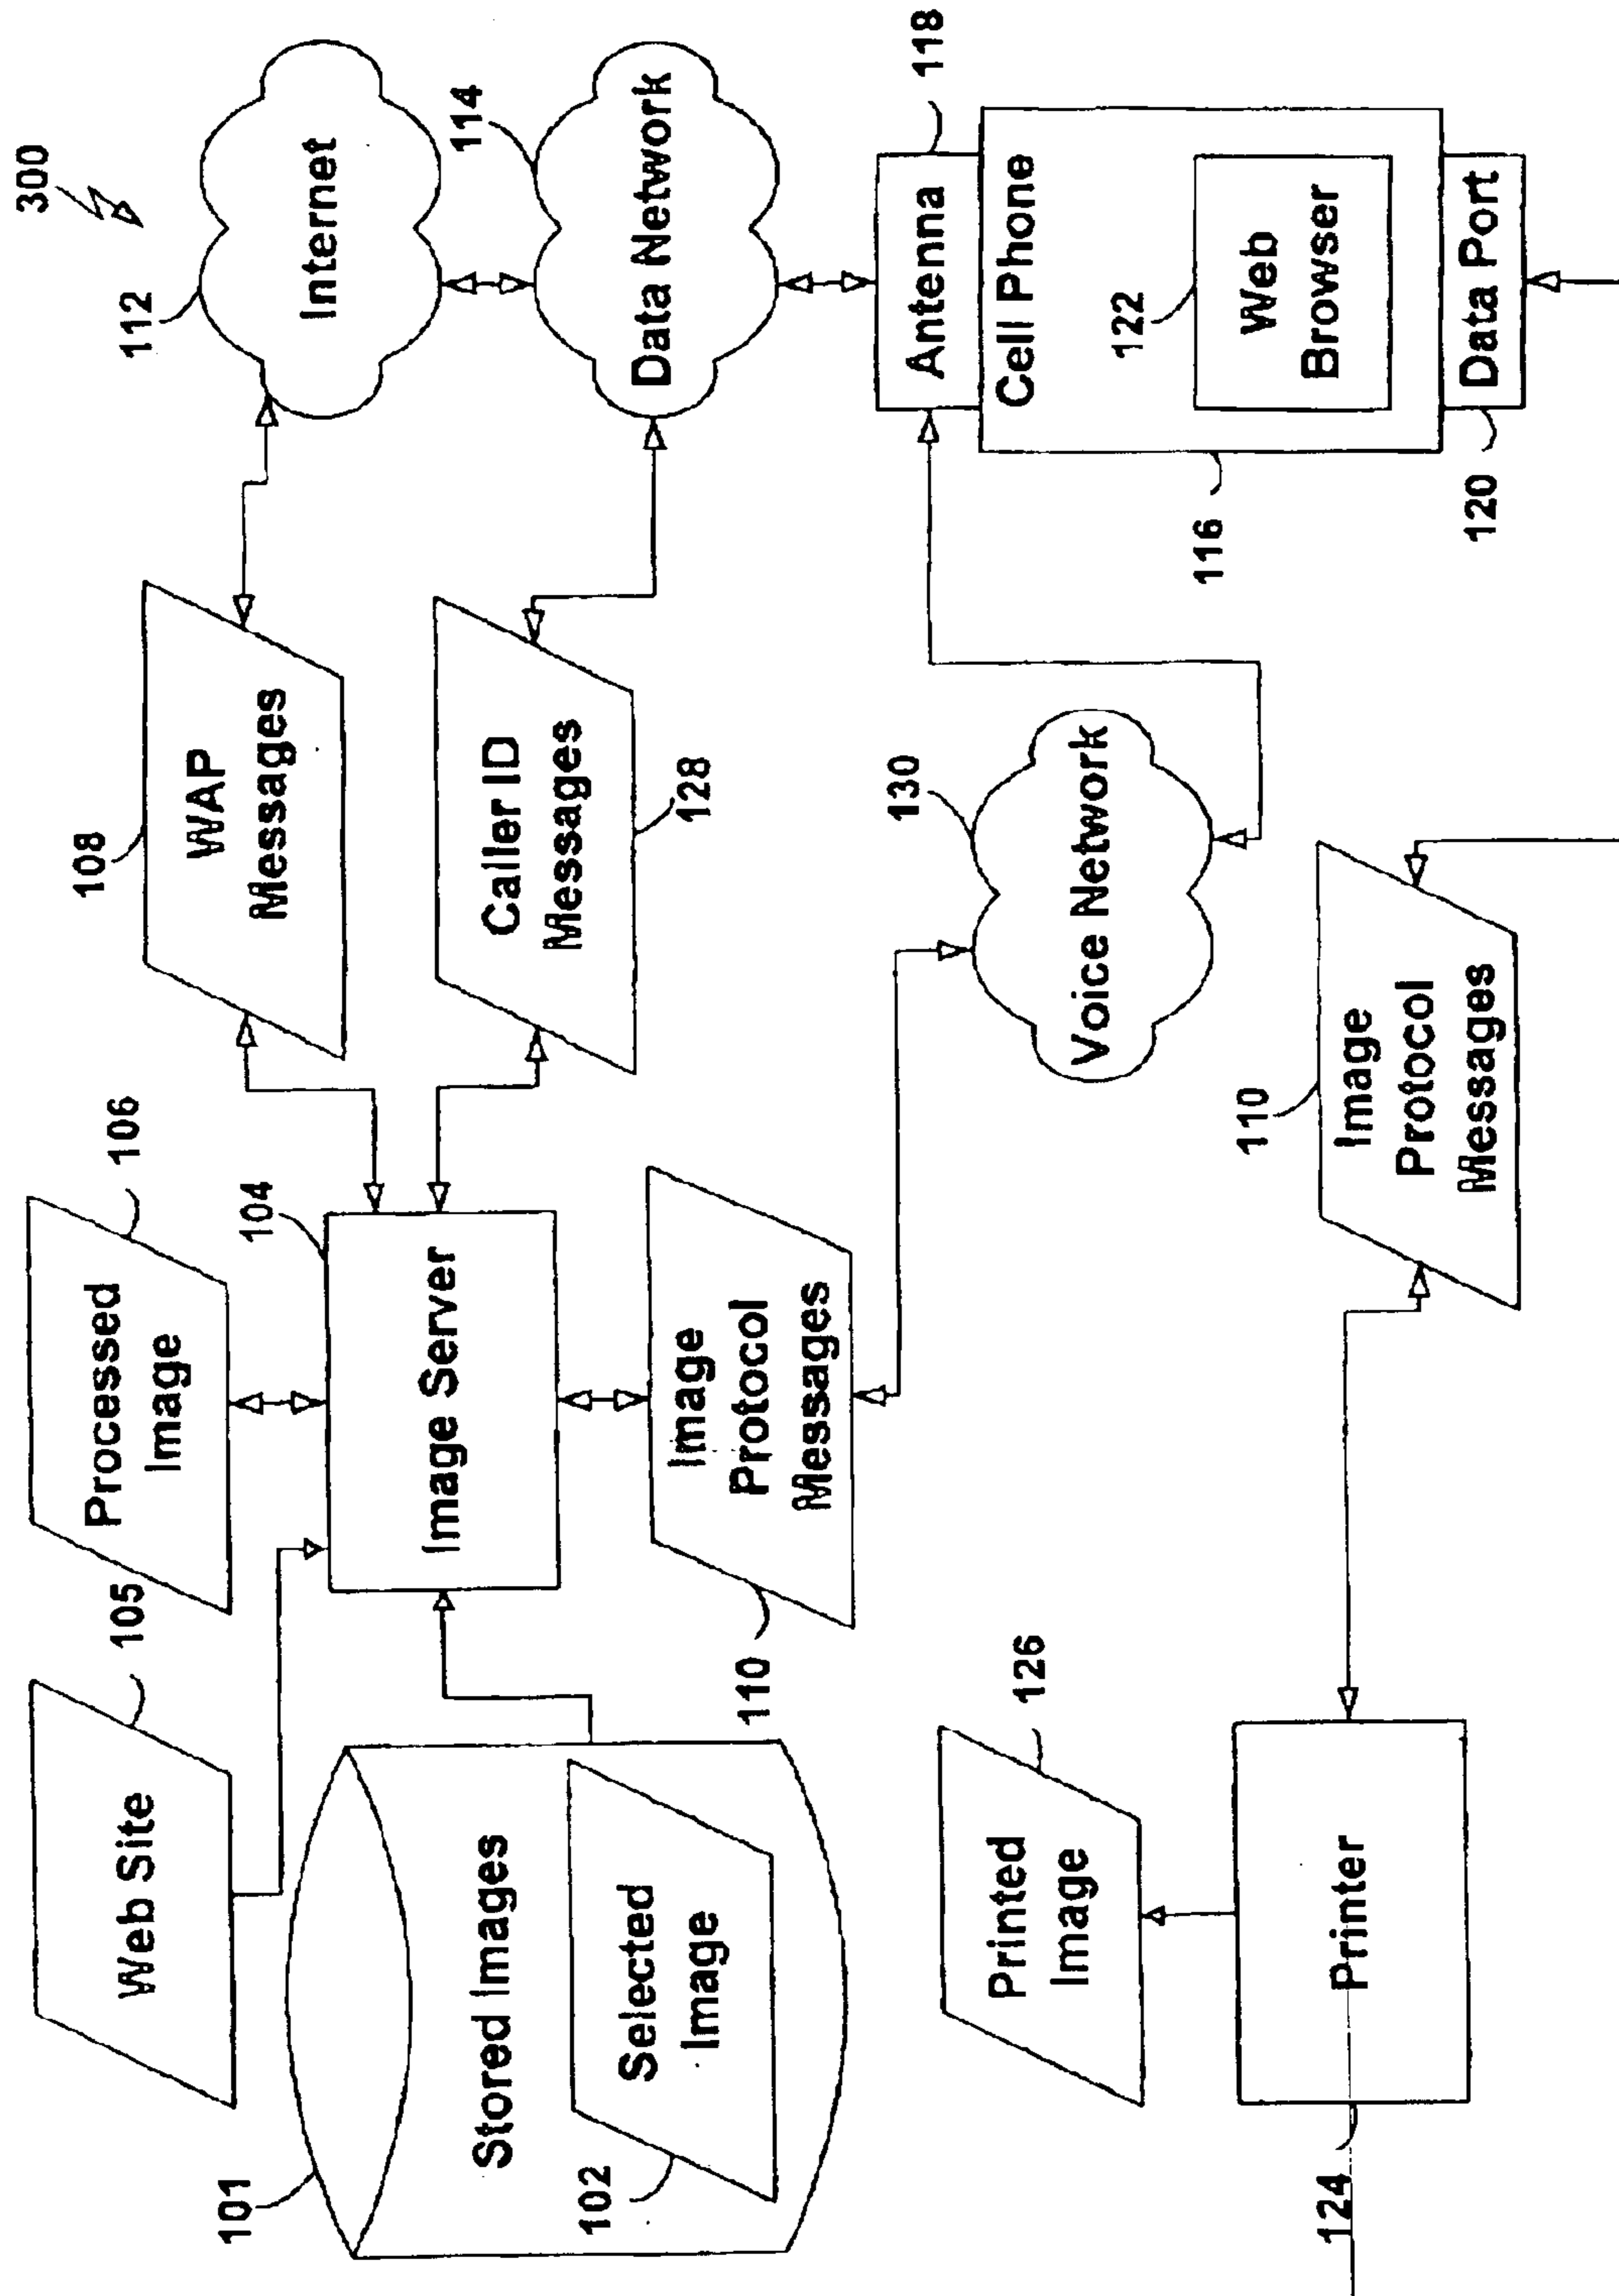 300
105
Web Site
106
Processed
Image
108
WAP
Messages
112
Internet
101
Stored Images
102
Selected
Image
104
Image Server
Caller ID
Messages
128
114
Data Network
110
Image
Protocol
Messages
130
Voice Network
Antenna
118
Cell Phone
116
122
Web
Browser
120
Data Port
126
Printed
Image
124
Printer
110
Image
Protocol
Messages